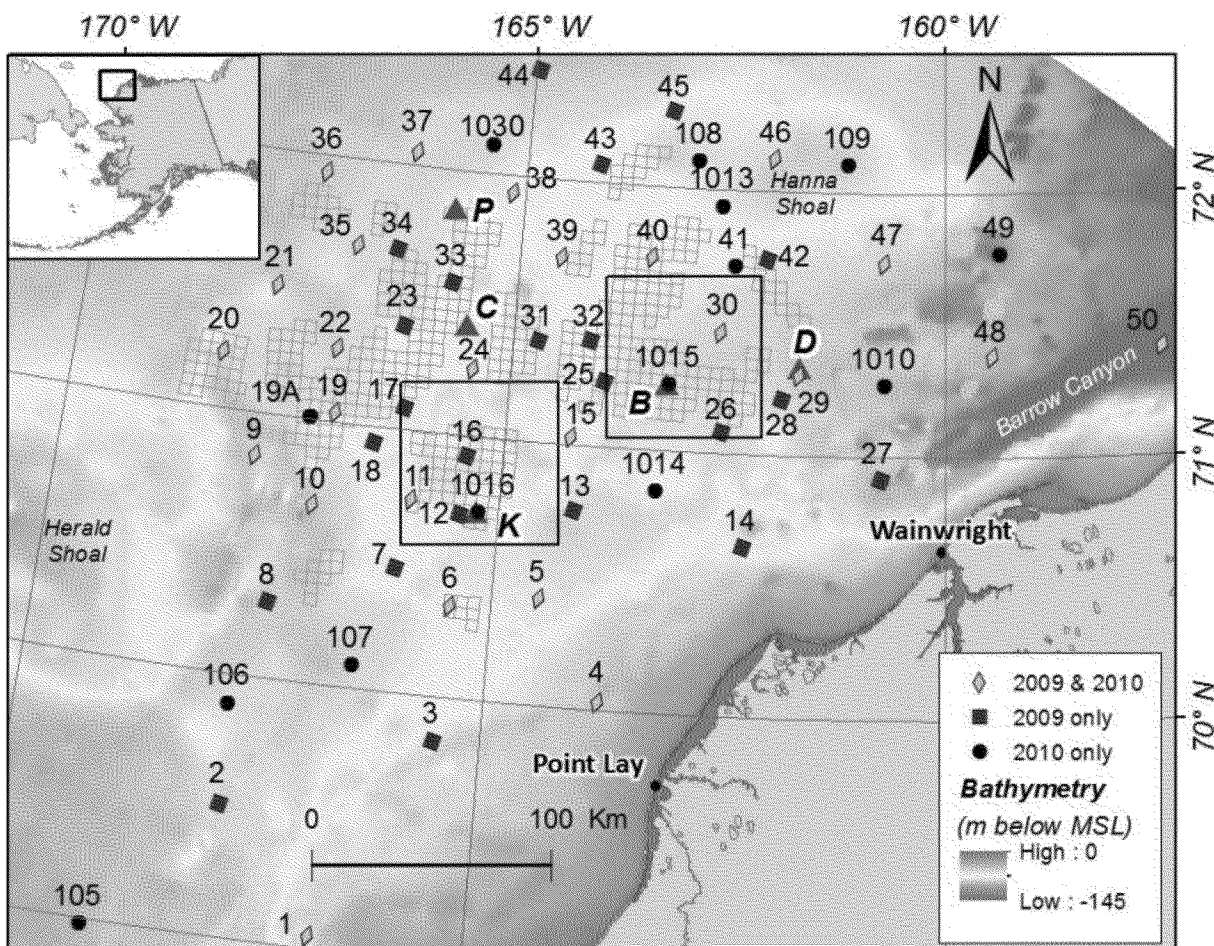 170° W
165° W
160° W
44
45
N
37
1030
36
43
108
46
109
38
1013
Hanna
Shoal
72° N
P
35
34
39
40
41
42
47
49
21
33
20
22
23
C
31
32
30
48
50
24
D
19A
19
17
25
1015
B
1010
Barrow Canyon
9
15
26
28
29
16
18
10
11
1016
1014
27
71° N
12
K
13
14
Wainwright
Herald
Shoal
7
8
6
5
107
106
4
3
70° N
Point Lay
2
0
100 Km
105
1
2009 & 2010
2009 only
2010 only
Bathymetry
(m below MSL)
High : 0
Low : -145